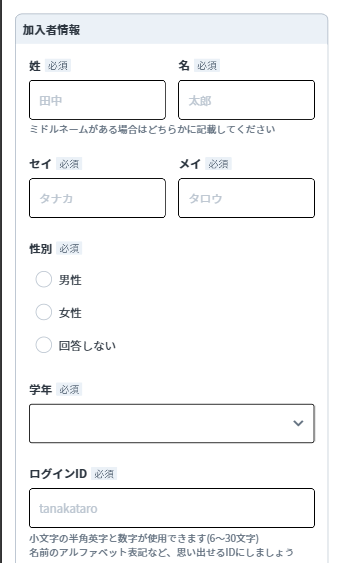 加入者情報
姓 必須 名 必須
田中 太郎
ミドルネームがある場合はどちらかに記載してください
セイ 必須 メイ 必須
タナカ タロウ
性別 必須
男性
女性
回答しない
学年 必須
ログインID 必須
tanakataro
小文字の半角英字と数字が使用できます(6〜30文字)
名前のアルファベット表記など、思い出せるIDにしましょう